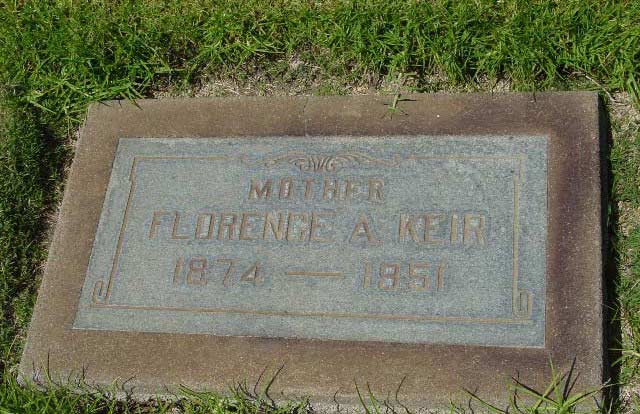 MOTHER
FLORENCE A. KEIR
1874 — 1951